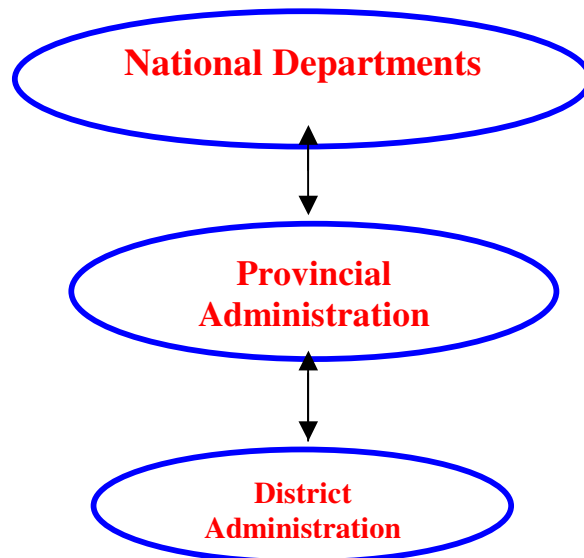 National Departments
Provincial
Administration
District
Administration